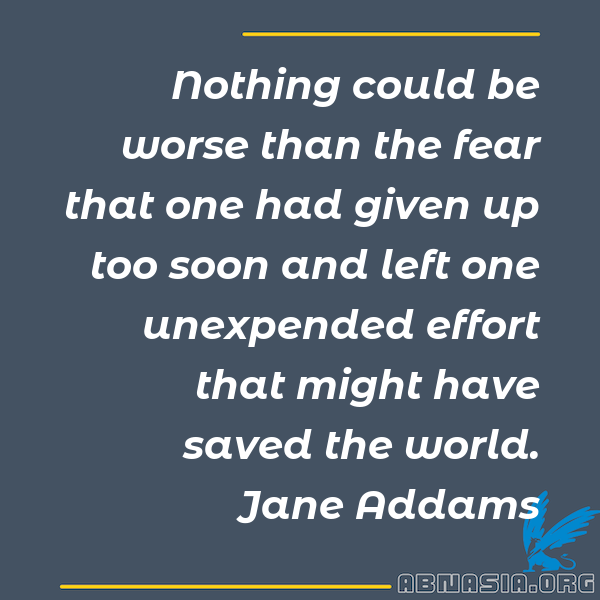 Nothing could be
worse than the fear
that one had given up
too soon and left one
unexpended effort
that might have
saved the world.
Jane Addams
ABNASIA.ORG